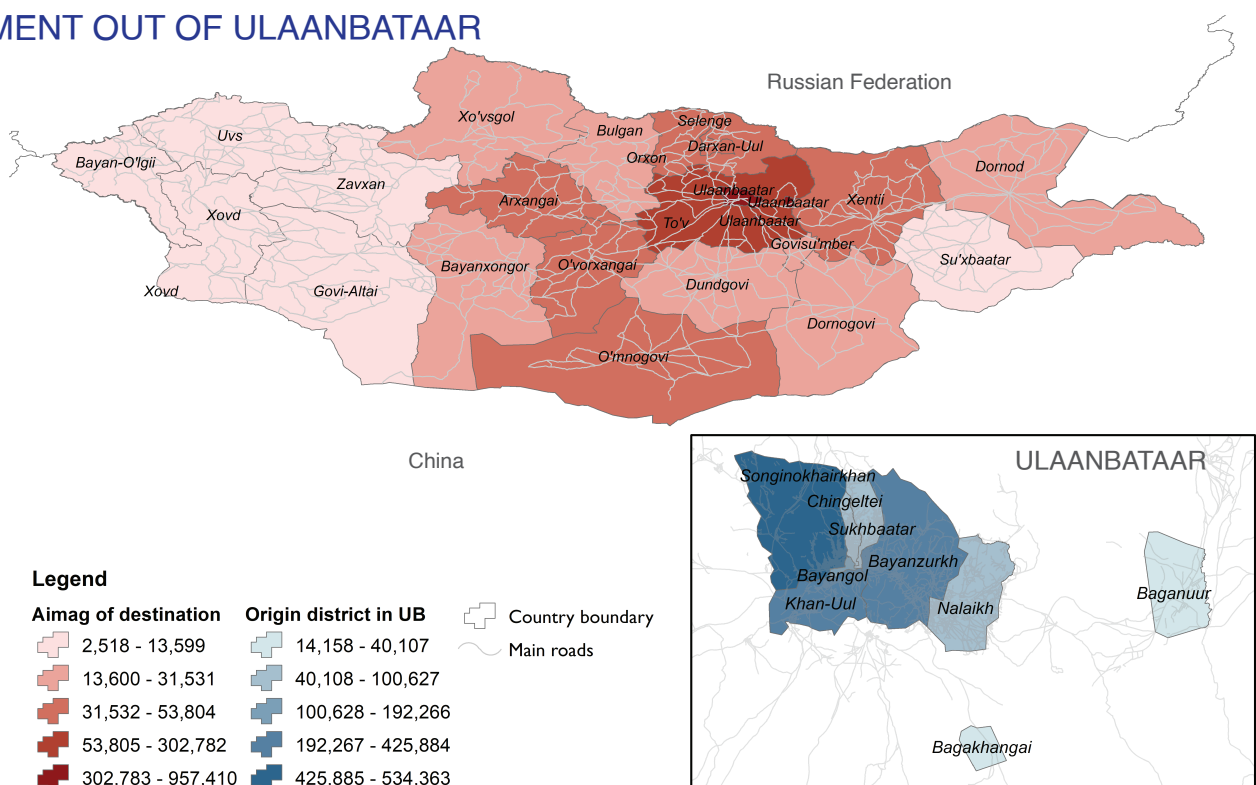 MENT OUT OF ULAANBATAAR
Russian Federation
Xo'vsgol
Bulgan
Selenge
Darxan-Uul
Orxon
Uvs
Bayan-O'lgii
Zavxan
Arxangai
Ulaanbaatar
Ulaanbaatar
Ulaanbaatar
Xentii
Dornod
Xovd
To'v
Govisu'mber
Su'xbaatar
Bayanxongor
O'vorxangai
Dundgovi
Xovd
Govi-Altai
Dornogovi
O'mnogovi
China
ULAANBATAAR
Songinokhairkhan
Chingeltei
Sukhbaatar
Bayanzurkh
Bayangol
Khan-Uul
Nalaikh
Baganuur
Bagakhangai
Legend
Aimag of destination
2,518 - 13,599
13,600 - 31,531
31,532 - 53,804
53,805 - 302,782
302,783 - 957,410
Origin district in UB
14,158 - 40,107
40,108 - 100,627
100,628 - 192,266
192,267 - 425,884
425,885 - 534,363
Country boundary
Main roads